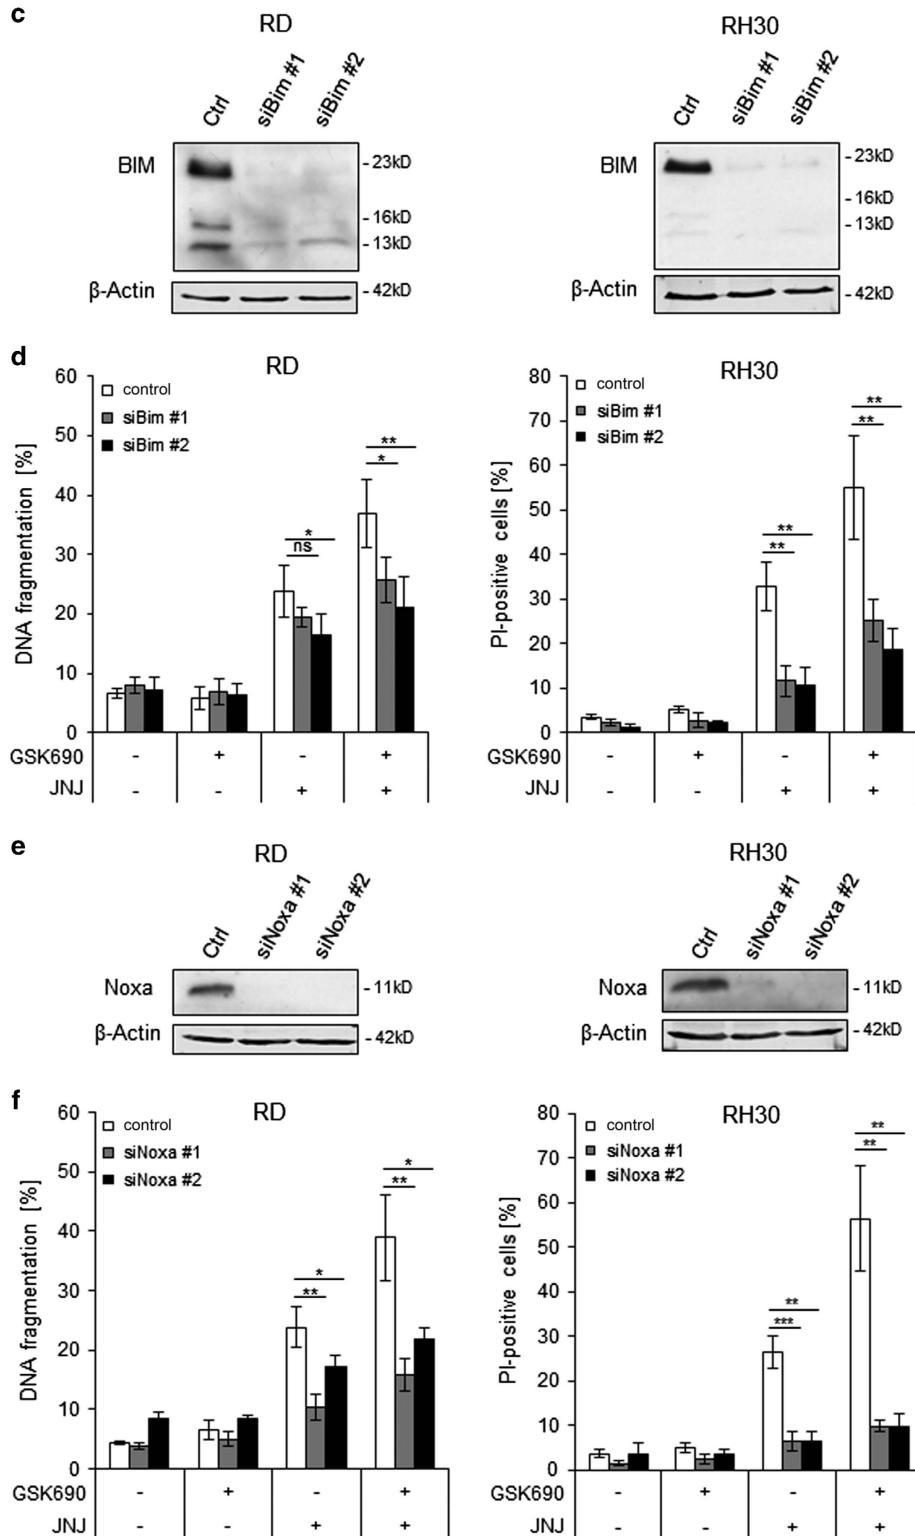 c
RD
RH30
Ctrl
siBim #1
siBim #2
Ctrl
siBim #1
siBim #2
BIM
- 23kD
- 16kD
- 13kD
β-Actin
- 42kD
BIM
- 23kD
- 16kD
- 13kD
β-Actin
- 42kD
d
RD
control
siBim #1
siBim #2
DNA fragmentation [%]
60
50
40
30
20
10
0
ns
*
*
**
GSK690 - + - +
JNJ - - + +
RH30
control
siBim #1
siBim #2
PI-positive cells [%]
80
70
60
50
40
30
20
10
0
**
**
**
**
GSK690 - + - +
JNJ - - + +
e
RD
RH30
Ctrl
siNoxa #1
siNoxa #2
Ctrl
siNoxa #1
siNoxa #2
Noxa
- 11kD
β-Actin
- 42kD
Noxa
- 11kD
β-Actin
- 42kD
f
RD
control
siNoxa #1
siNoxa #2
DNA fragmentation [%]
60
50
40
30
20
10
0
*
**
*
**
GSK690 - + - +
JNJ - - + +
RH30
control
siNoxa #1
siNoxa #2
PI-positive cells [%]
80
70
60
50
40
30
20
10
0
**
***
**
**
GSK690 - + - +
JNJ - - + +